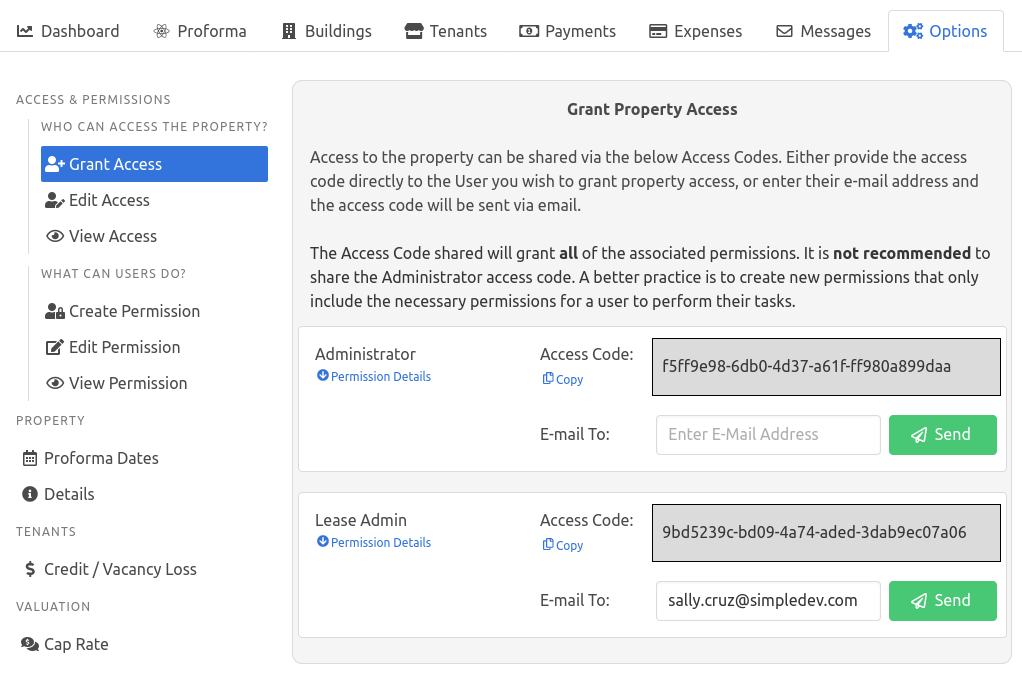 Dashboard Proforma Buildings Tenants Payments Expenses Messages Options
ACCESS & PERMISSIONS
WHO CAN ACCESS THE PROPERTY?
Grant Access
Edit Access
View Access
WHAT CAN USERS DO?
Create Permission
Edit Permission
View Permission
PROPERTY
Proforma Dates
Details
TENANTS
Credit / Vacancy Loss
VALUATION
Cap Rate
Grant Property Access
Access to the property can be shared via the below Access Codes. Either provide the access
code directly to the User you wish to grant property access, or enter their e-mail address and
the access code will be sent via email.
The Access Code shared will grant all of the associated permissions. It is not recommended to
share the Administrator access code. A better practice is to create new permissions that only
include the necessary permissions for a user to perform their tasks.
Administrator Access Code: f5ff9e98-6db0-4d37-a61f-ff980a899daa
Permission Details Copy
E-mail To: Enter E-Mail Address Send
Lease Admin Access Code: 9bd5239c-bd09-4a74-aded-3dab9ec07a06
Permission Details Copy
E-mail To: sally.cruz@simpledev.com Send